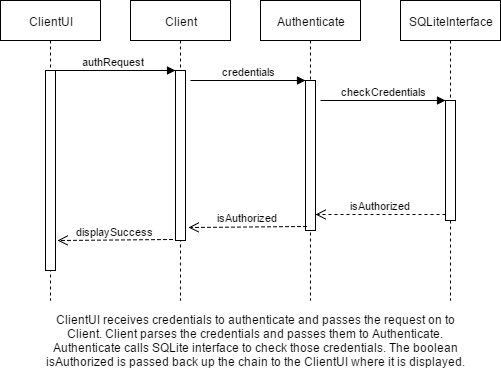 ClientUI
Client
Authenticate
SQLiteInterface
authRequest
credentials
checkCredentials
isAuthorized
isAuthorized
displaySuccess
ClientUI receives credentials to authenticate and passes the request on to
Client. Client parses the credentials and passes them to Authenticate.
Authenticate calls SQLite interface to check those credentials. The boolean
isAuthorized is passed back up the chain to the ClientUI where it is displayed.